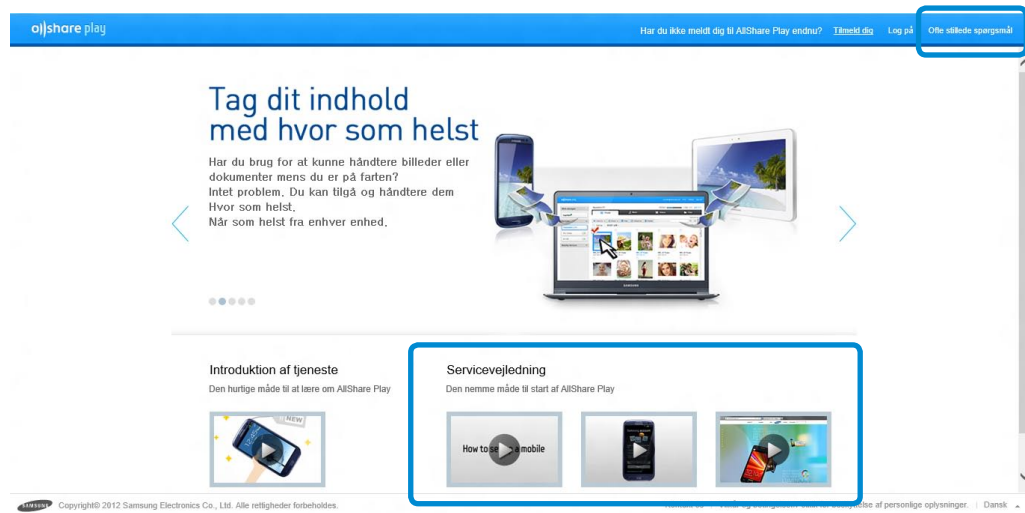 allshare play
Har du ikke meldt dig til AllShare Play endnu? Tilmeld dig Log på Ofte stillede spørgsmål
Tag dit indhold
med hvor som helst
Har du brug for at kunne håndtere billeder eller
dokumenter mens du er på farten?
Intet problem. Du kan tilgå og håndtere dem
Hvor som helst.
Når som helst fra enhver enhed.
SAMSUNG
Introduktion af tjeneste
Den hurtige måde til at lære om AllShare Play
NEW
Servicevejledning
Den nemme måde til start af AllShare Play
How to mobile
SAMSUNG Copyright© 2012 Samsung Electronics Co., Ltd. Alle rettigheder forbeholdes.
af personlige oplysninger. | Dansk